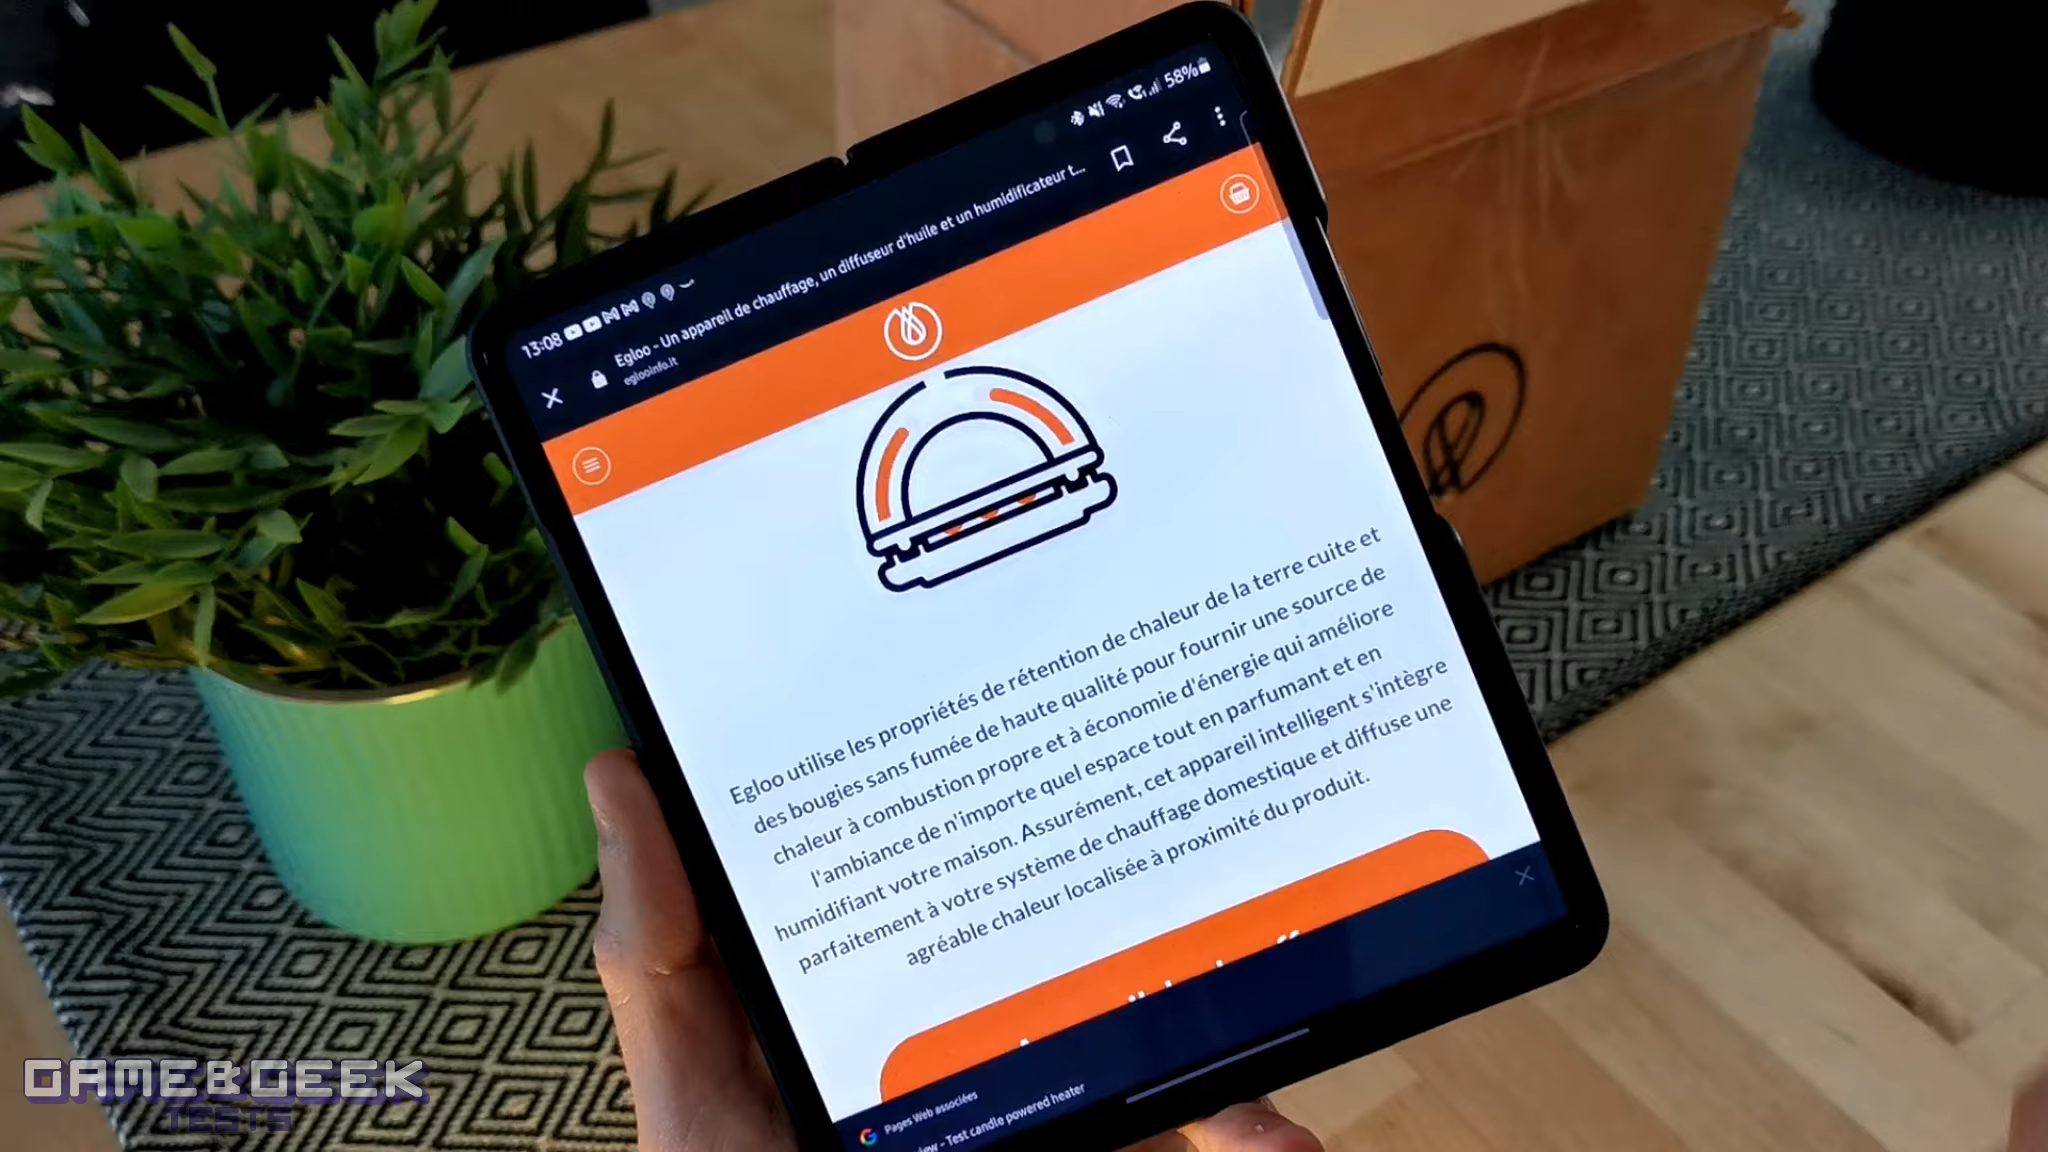 13:08
58%
Egloo - Un appareil de chauffage, un diffuseur d'huile et un humidificateur t...
eglooinfo.it
Egloo utilise les propriétés de rétention de chaleur de la terre cuite et
des bougies sans fumée de haute qualité pour fournir une source de
chaleur à combustion propre et à économie d'énergie qui améliore
l'ambiance de n'importe quel espace tout en parfumant et en
humidifiant votre maison. Assurément, cet appareil intelligent s'intègre
parfaitement à votre système de chauffage domestique et diffuse une
agréable chaleur localisée à proximité du produit.
Pages Web associées
- Test candle powered heater
GAME&GEEK
TESTS